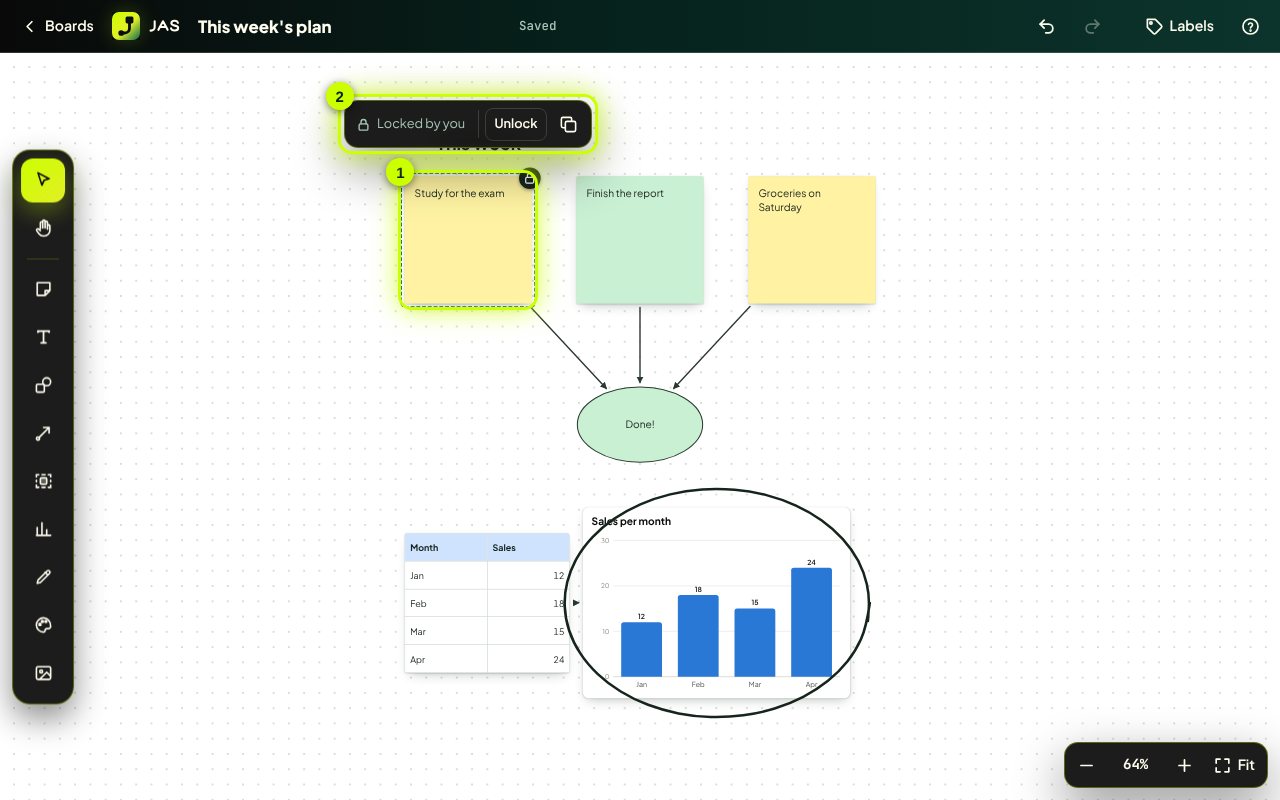 Boards
JAS
This week's plan
Saved
Labels
2
Locked by you
Unlock
This week
1
Study for the exam
Finish the report
Groceries on
Saturday
Done!
Month Sales
Jan 12
Feb 18
Mar 15
Apr 24
Sales per month
30
20
10
0
12
18
15
24
Jan
Feb
Mar
Apr
64%
Fit